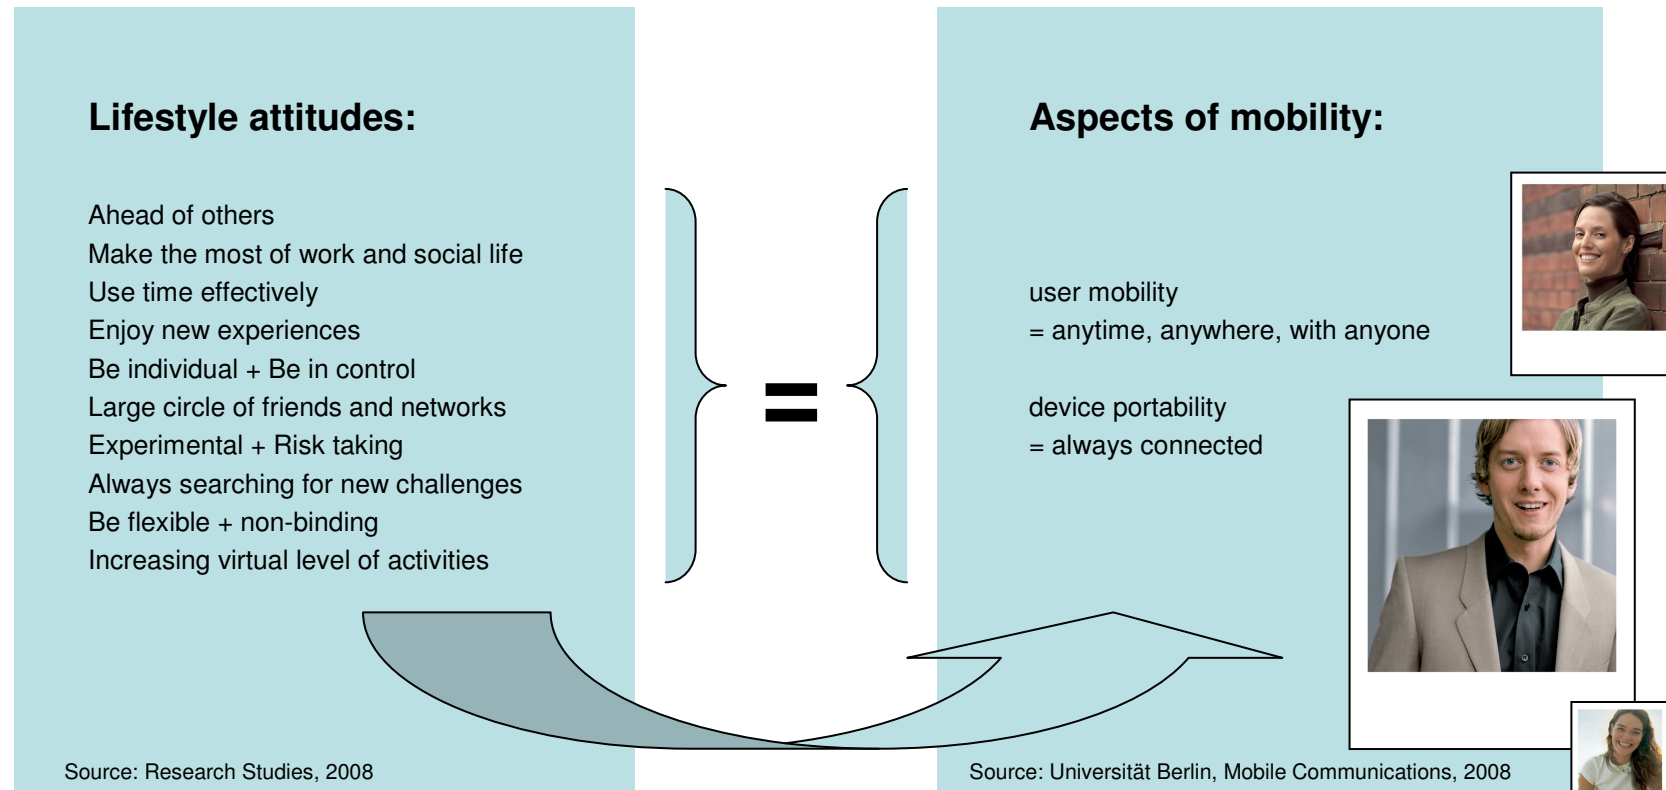 Lifestyle attitudes:
Ahead of others
Make the most of work and social life
Use time effectively
Enjoy new experiences
Be individual + Be in control
Large circle of friends and networks
Experimental + Risk taking
Always searching for new challenges
Be flexible + non-binding
Increasing virtual level of activities
Source: Research Studies, 2008
=
Aspects of mobility:
user mobility
= anytime, anywhere, with anyone
device portability
= always connected
Source: Universität Berlin, Mobile Communications, 2008